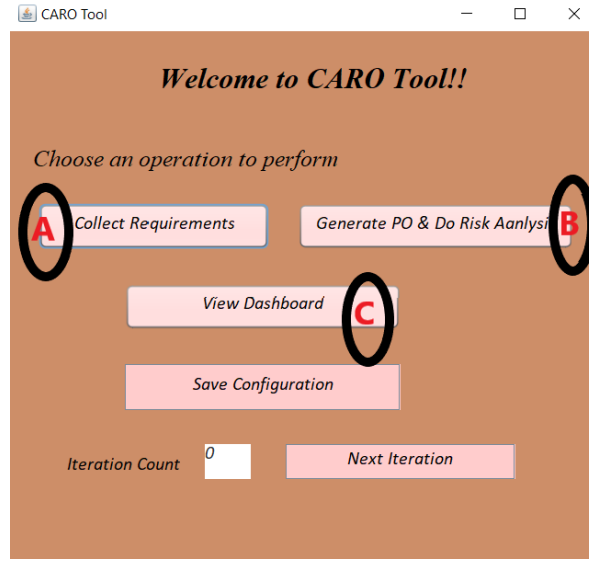 CARO Tool
Welcome to CARO Tool!!
Choose an operation to perform
A Collect Requirements
Generate PO & Do Risk Aanlysi B
View Dashboard C
Save Configuration
Iteration Count 0 Next Iteration